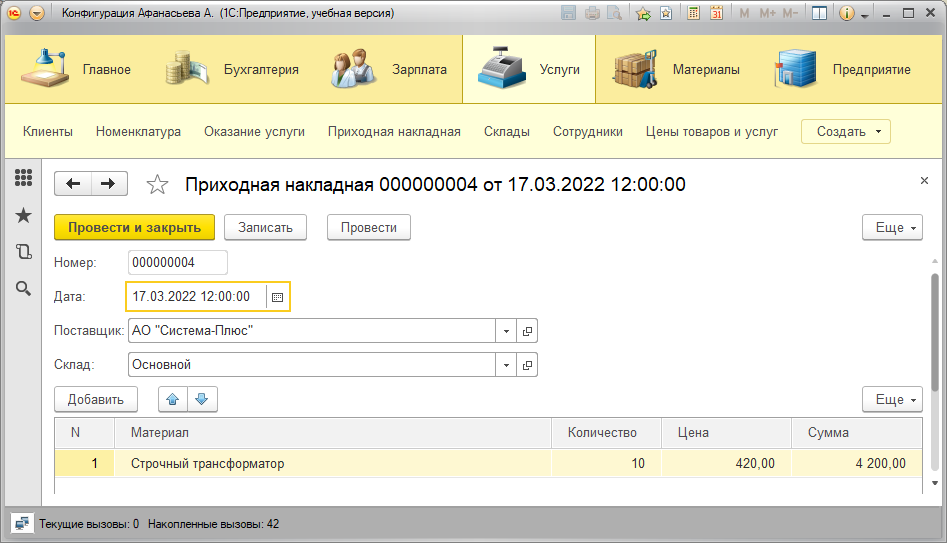 Конфигурация Афанасьева А. (1С:Предприятие, учебная версия)
M M+ M-
Главное Бухгалтерия Зарплата Услуги Материалы Предприятие
Клиенты Номенклатура Оказание услуги Приходная накладная Склады Сотрудники Цены товаров и услуг Создать
Приходная накладная 000000004 от 17.03.2022 12:00:00
Провести и закрыть Записать Провести Еще
Номер: 000000004
Дата: 17.03.2022 12:00:00
Поставщик: АО "Система-Плюс"
Склад: Основной
Добавить Еще
N Материал Количество Цена Сумма
1 Строчный трансформатор 10 420,00 4 200,00
Текущие вызовы: 0 Накопленные вызовы: 42